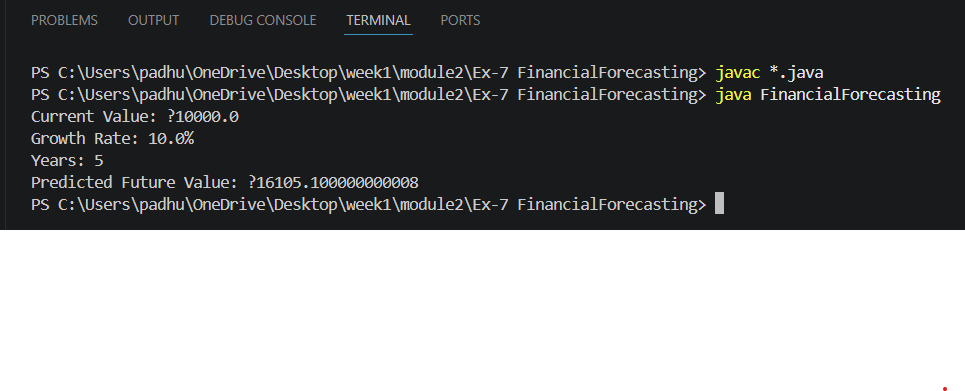 PROBLEMS OUTPUT DEBUG CONSOLE TERMINAL PORTS
PS C:\Users\padhu\OneDrive\Desktop\week1\module2\Ex-7 FinancialForecasting> javac *.java
PS C:\Users\padhu\OneDrive\Desktop\week1\module2\Ex-7 FinancialForecasting> java FinancialForecasting
Current Value: ?10000.0
Growth Rate: 10.0%
Years: 5
Predicted Future Value: ?16105.100000000008
PS C:\Users\padhu\OneDrive\Desktop\week1\module2\Ex-7 FinancialForecasting>